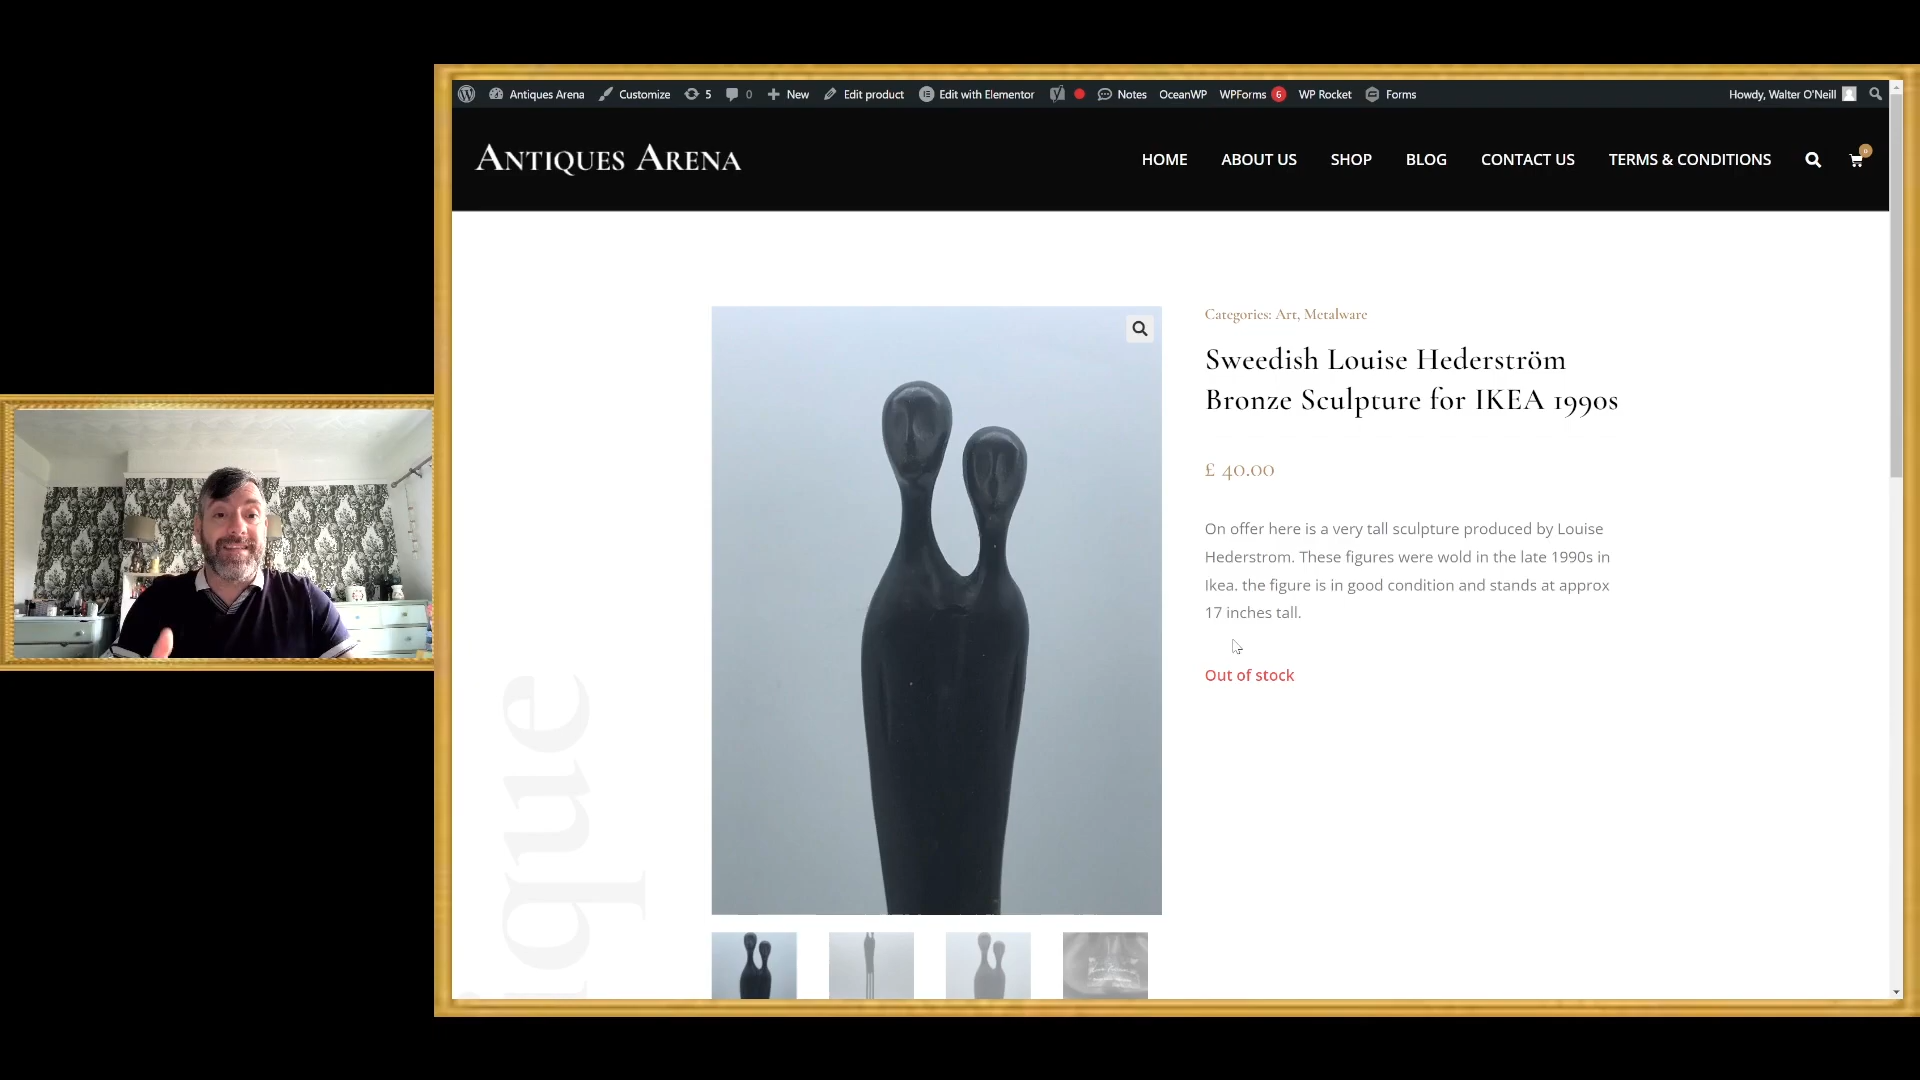 Antiques Arena Customize 5 0 New Edit product Edit with Elementor Notes OceanWP WPForms 6 WP Rocket Forms Howdy, Walter O'Neill
ANTIQUES ARENA
HOME ABOUT US SHOP BLOG CONTACT US TERMS & CONDITIONS 0
Categories: Art, Metalware
Sweedish Louise Hederström
Bronze Sculpture for IKEA 1990s
£ 40.00
On offer here is a very tall sculpture produced by Louise
Hederstrom. These figures were wold in the late 1990s in
Ikea. the figure is in good condition and stands at approx
17 inches tall.
Out of stock
ique